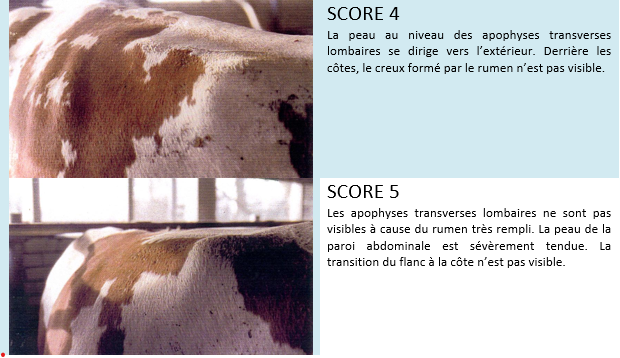 SCORE 4
La peau au niveau des apophyses transverses
lombaires se dirige vers l'extérieur. Derrière les
côtes, le creux formé par le rumen n'est pas visible.
SCORE 5
Les apophyses transverses lombaires ne sont pas
visibles à cause du rumen très rempli. La peau de la
paroi abdominale est sévèrement tendue. La
transition du flanc à la côte n'est pas visible.